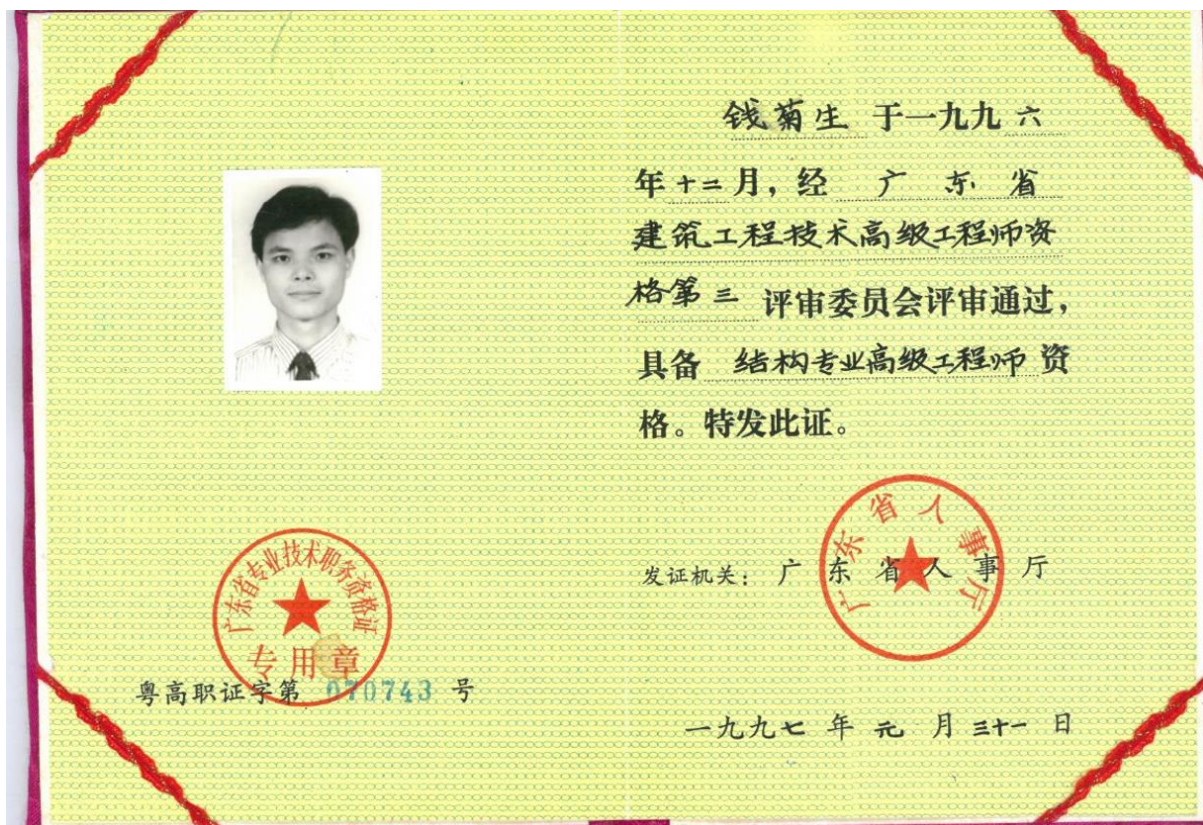 广东省专业技术职务资格证
专用章
粤高职证字第 070743 号
钱菊生 于一九九六
年十二月，经 广东省
建筑工程技术高级工程师资
格第三 评审委员会评审通过，
具备 结构专业高级工程师 资
格。特发此证。
广东省人事厅
发证机关：广东省人事厅
一九九七年元月三十一日